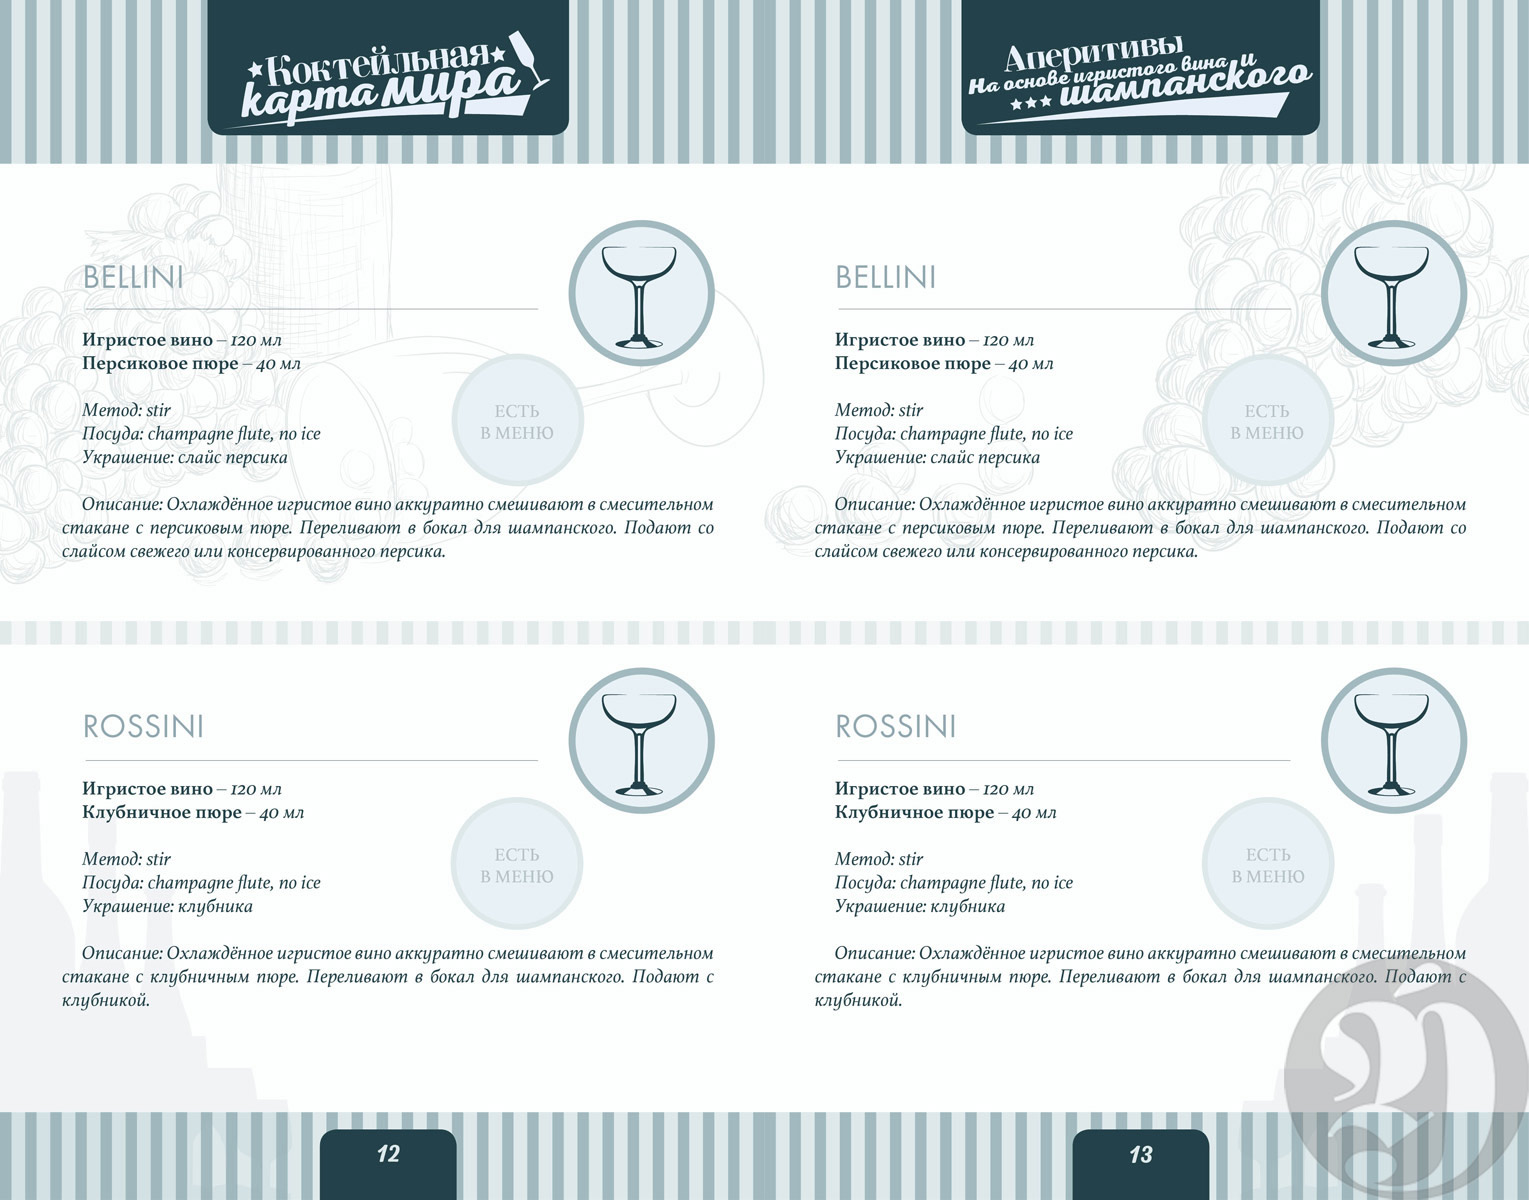 Коктейльная
карта мира
BELLINI
Игристое вино – 120 мл
Персиковое пюре – 40 мл
Метод: stir
Посуда: champagne flute, no ice
Украшение: слайс персика
ЕСТЬ
В МЕНЮ
Описание: Охлаждённое игристое вино аккуратно смешивают в смесительном
стакане с персиковым пюре. Переливают в бокал для шампанского. Подают со
слайсом свежего или консервированного персика.
ROSSINI
Игристое вино – 120 мл
Клубничное пюре – 40 мл
Метод: stir
Посуда: champagne flute, no ice
Украшение: клубника
ЕСТЬ
В МЕНЮ
Описание: Охлаждённое игристое вино аккуратно смешивают в смесительном
стакане с клубничным пюре. Переливают в бокал для шампанского. Подают с
клубникой.
12
Аперитивы
На основе игристого вина и
шампанского
BELLINI
Игристое вино – 120 мл
Персиковое пюре – 40 мл
Метод: stir
Посуда: champagne flute, no ice
Украшение: слайс персика
ЕСТЬ
В МЕНЮ
Описание: Охлаждённое игристое вино аккуратно смешивают в смесительном
стакане с персиковым пюре. Переливают в бокал для шампанского. Подают со
слайсом свежего или консервированного персика.
ROSSINI
Игристое вино – 120 мл
Клубничное пюре – 40 мл
Метод: stir
Посуда: champagne flute, no ice
Украшение: клубника
ЕСТЬ
В МЕНЮ
Описание: Охлаждённое игристое вино аккуратно смешивают в смесительном
стакане с клубничным пюре. Переливают в бокал для шампанского. Подают с
клубникой.
13